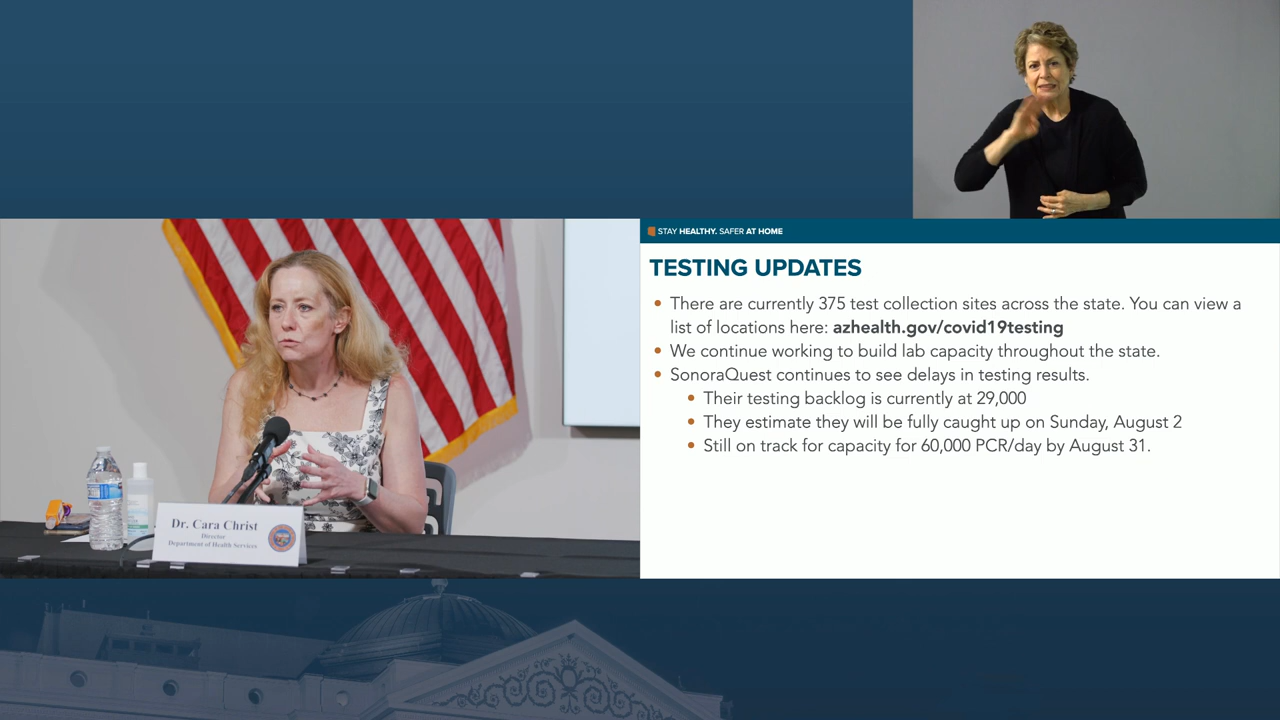 STAY HEALTHY. SAFER AT HOME
TESTING UPDATES
• There are currently 375 test collection sites across the state. You can view a
list of locations here: azhealth.gov/covid19testing
• We continue working to build lab capacity throughout the state.
• SonoraQuest continues to see delays in testing results.
• Their testing backlog is currently at 29,000
• They estimate they will be fully caught up on Sunday, August 2
• Still on track for capacity for 60,000 PCR/day by August 31.
Dr. Cara Christ
Director
Department of Health Services